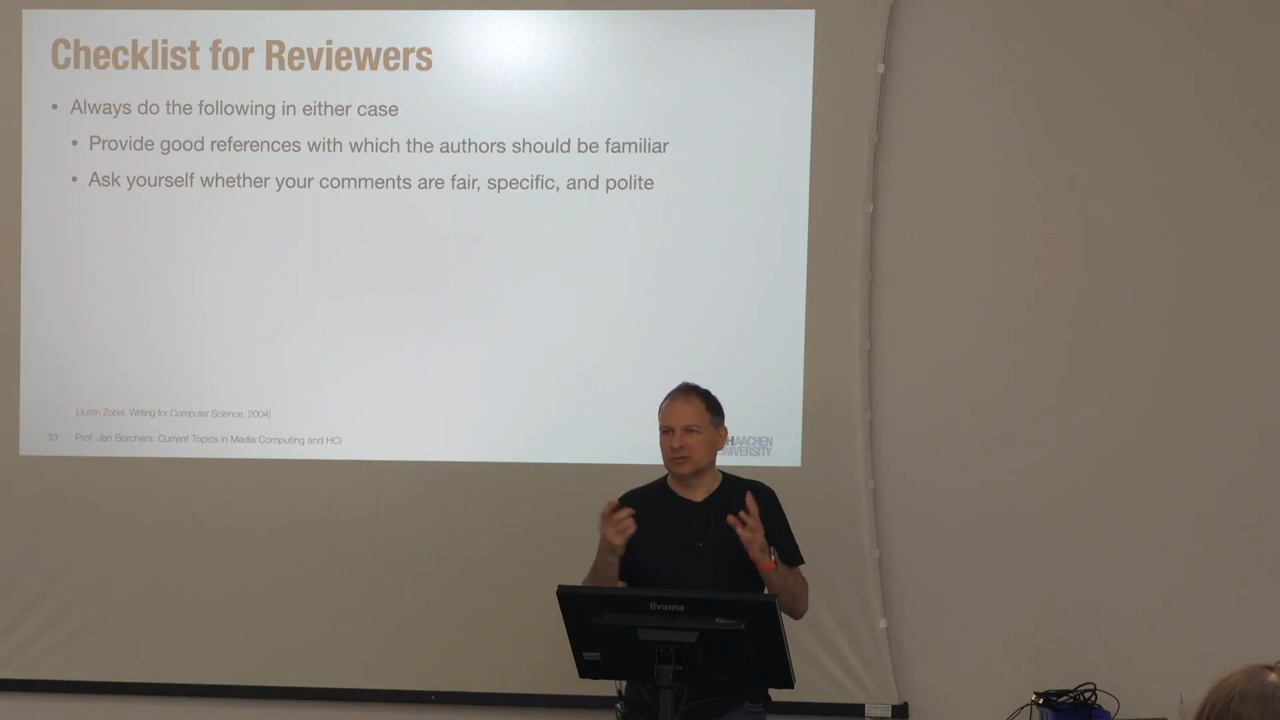 Checklist for Reviewers
• Always do the following in either case
• Provide good references with which the authors should be familiar
• Ask yourself whether your comments are fair, specific, and polite
[Justin Zobel, Writing for Computer Science, 2004]
33 Prof. Jan Borchers: Current Topics in Media Computing and HCI
HAACHEN
UNIVERSITY
iiyama